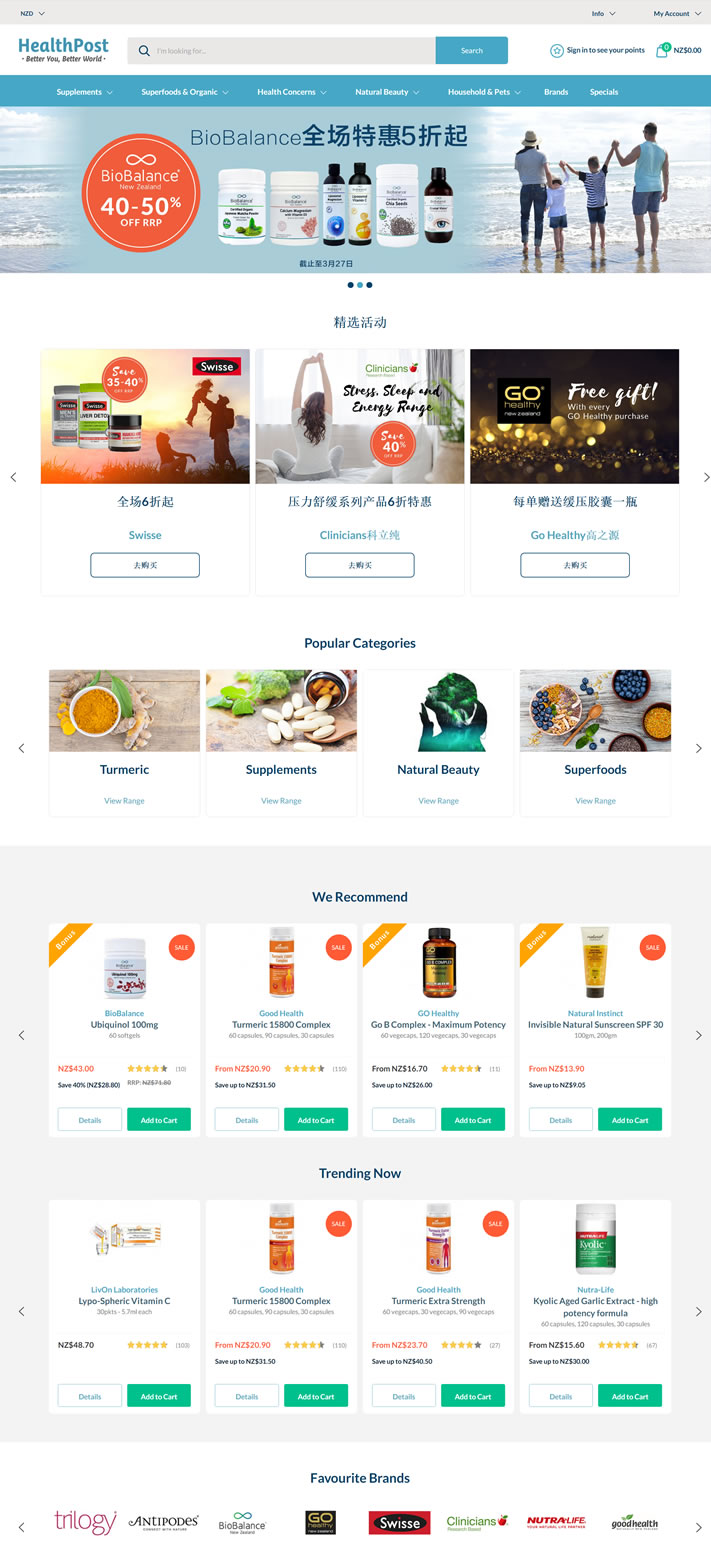 NZD
Info
My Account
HealthPost
• Better You, Better World •
I'm looking for...
Search
Sign in to see your points
0
NZ$0.00
Supplements
Superfoods & Organic
Health Concerns
Natural Beauty
Household & Pets
Brands
Specials
BioBalance全场特惠5折起
BioBalance
New Zealand
40-50%
OFF RRP
截止至3月27日
精选活动
Save
35-40%
OFF RRP
Swisse
Clinicians
Research Based
Stress, Sleep and
Energy Range
Save
40%
OFF RRP
GO
healthy
new zealand
Free gift!
With every
GO Healthy purchase
全场6折起
压力舒缓系列产品6折特惠
每单赠送缓压胶囊一瓶
Swisse
Clinicians科立纯
Go Healthy高之源
去购买
去购买
去购买
Popular Categories
Turmeric
Supplements
Natural Beauty
Superfoods
View Range
View Range
View Range
View Range
We Recommend
Bonus
SALE
SALE
Bonus
Bonus
SALE
BioBalance
Ubiquinol 100mg
60 softgels
NZ$43.00
(10)
Save 40% (NZ$28.80)
RRP: NZ$71.80
Details
Add to Cart
Good Health
Turmeric 15800 Complex
60 capsules, 90 capsules, 30 capsules
From NZ$20.90
(110)
Save up to NZ$31.50
Details
Add to Cart
GO Healthy
Go B Complex - Maximum Potency
60 vegecaps, 120 vegecaps, 30 vegecaps
From NZ$16.70
(11)
Save up to NZ$26.00
Details
Add to Cart
Natural Instinct
Invisible Natural Sunscreen SPF 30
100gm, 200gm
From NZ$13.90
Save up to NZ$9.05
Details
Add to Cart
Trending Now
SALE
SALE
LivOn Laboratories
Lypo-Spheric Vitamin C
30pkts - 5.7ml each
NZ$48.70
(103)
Details
Add to Cart
Good Health
Turmeric 15800 Complex
60 capsules, 90 capsules, 30 capsules
From NZ$20.90
(110)
Save up to NZ$31.50
Details
Add to Cart
Good Health
Turmeric Extra Strength
60 vegecaps, 30 vegecaps, 90 vegecaps
From NZ$23.70
(27)
Save up to NZ$40.50
Details
Add to Cart
Nutra-Life
Kyolic Aged Garlic Extract - high
potency formula
60 capsules, 120 capsules, 30 capsules
From NZ$15.60
(67)
Save up to NZ$30.00
Details
Add to Cart
Favourite Brands
trilogy
ANTIPODES
CONNECT WITH NATURE
BioBalance
New Zealand
GO
healthy
NEW ZEALAND
Swisse
Clinicians
Research Based
NUTRA-LIFE
YOUR NATURAL LIFE PARTNER
goodhealth